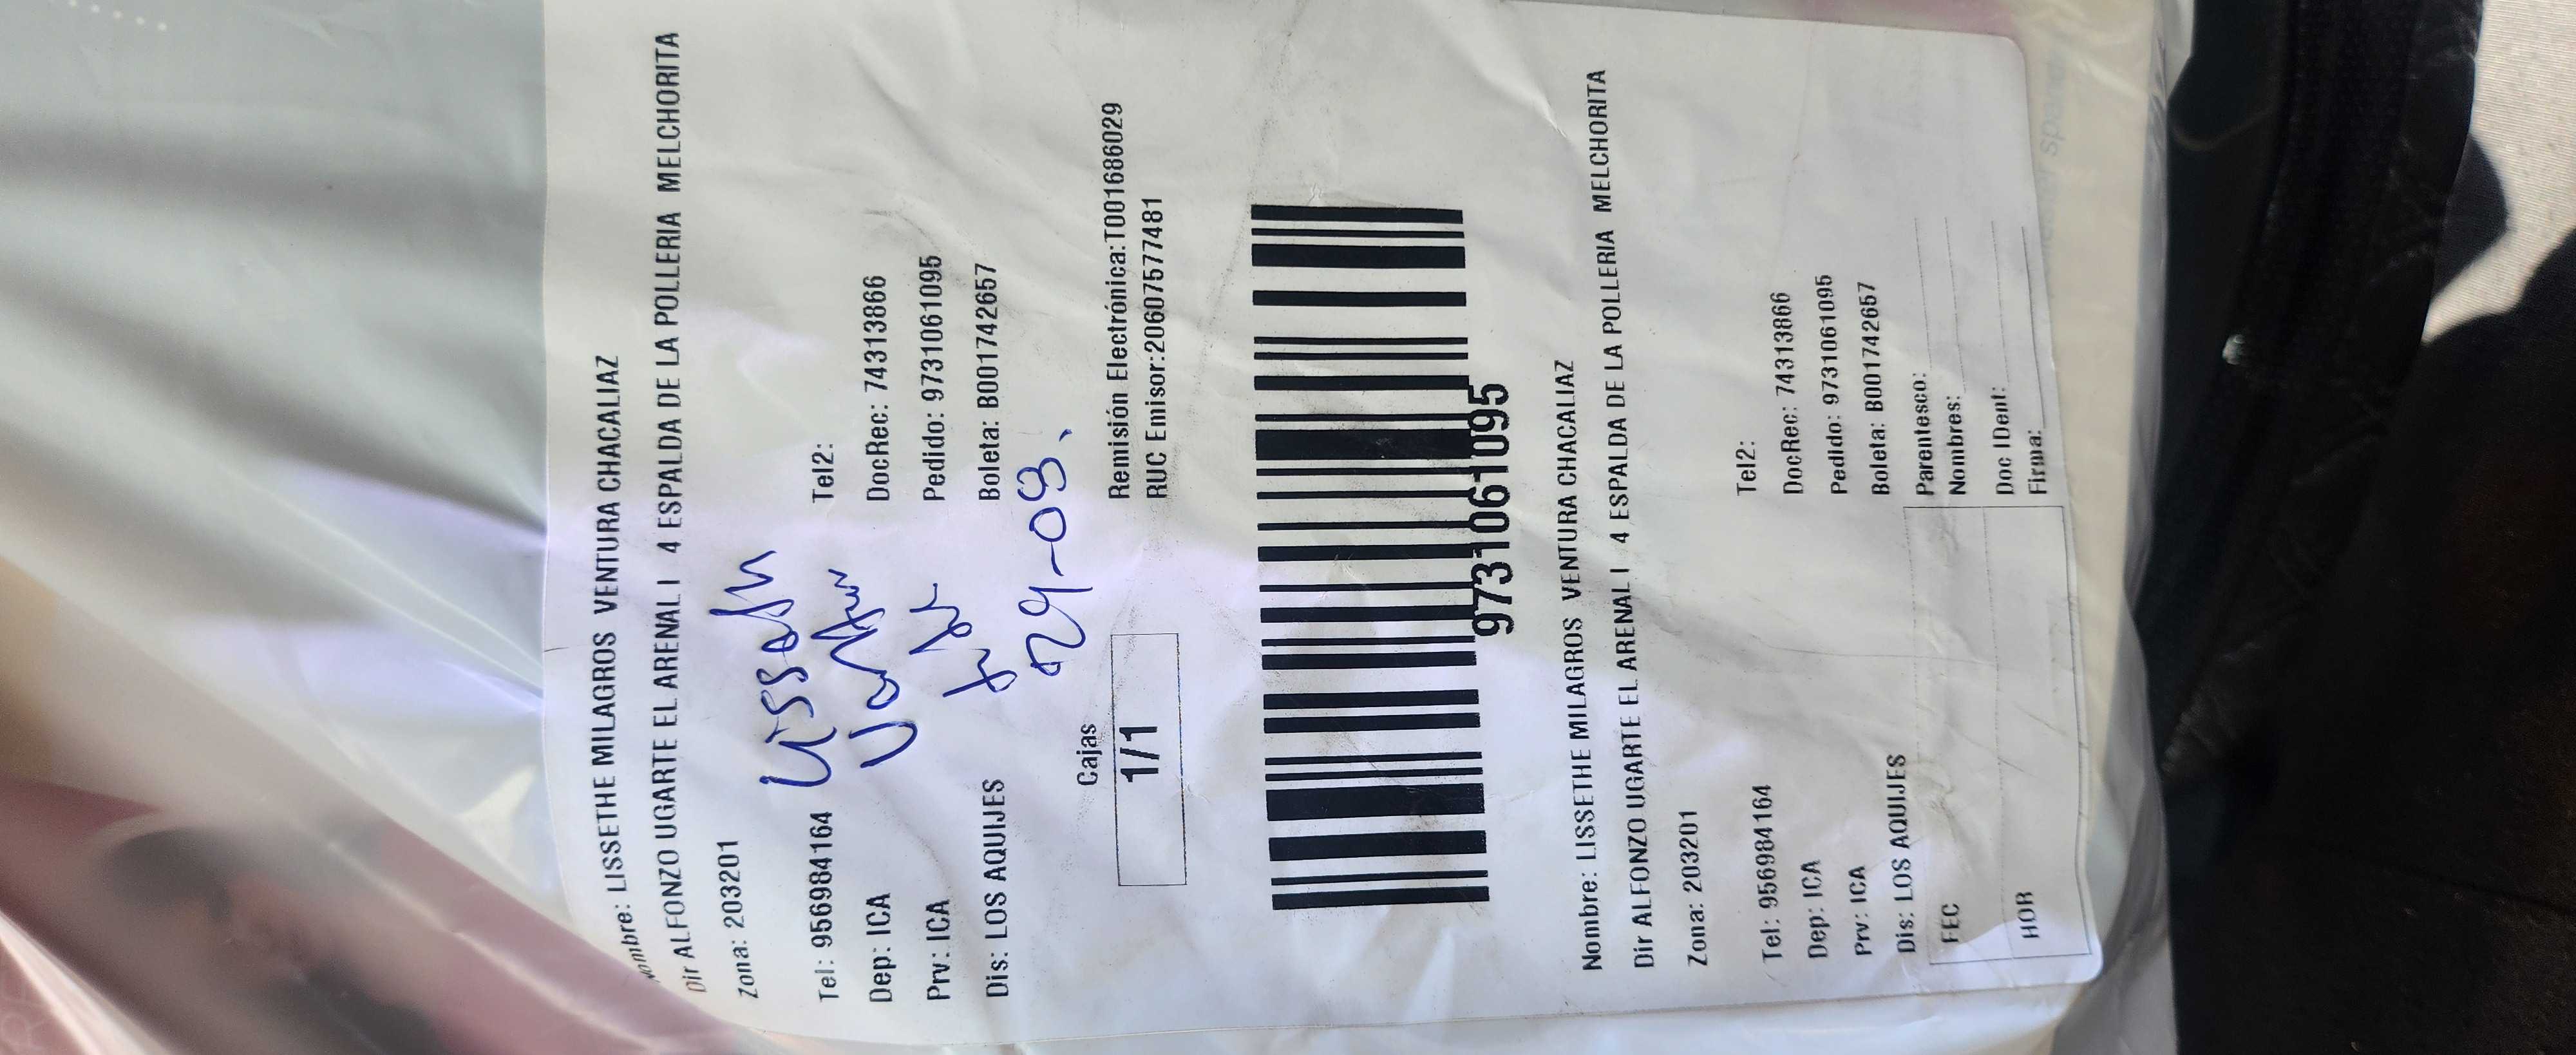 Nombre: LISSETHE MILAGROS VENTURA CHACALIAZ
Dir ALFONZO UGARTE EL ARENAL I 4 ESPALDA DE LA POLLERIA MELCHORITA
Zona: 203201
Tel: 956984164 Tel2:
Dep: ICA DocRec: 74313866
Prv: ICA Pedido: 9731061095
Dis: LOS AQUIJES Boleta: B001742657
Cajas
1/1
Remisión Electrónica:T001686029
RUC Emisor:20607577481
9731061095
Nombre: LISSETHE MILAGROS VENTURA CHACALIAZ
Dir ALFONZO UGARTE EL ARENAL I 4 ESPALDA DE LA POLLERIA MELCHORITA
Zona: 203201
Tel: 956984164 Tel2:
Dep: ICA DocRec: 74313866
Prv: ICA Pedido: 9731061095
Dis: LOS AQUIJES Boleta: B001742657
FEC Parentesco:
Nombres:
HOR Doc IDent:
Firma: